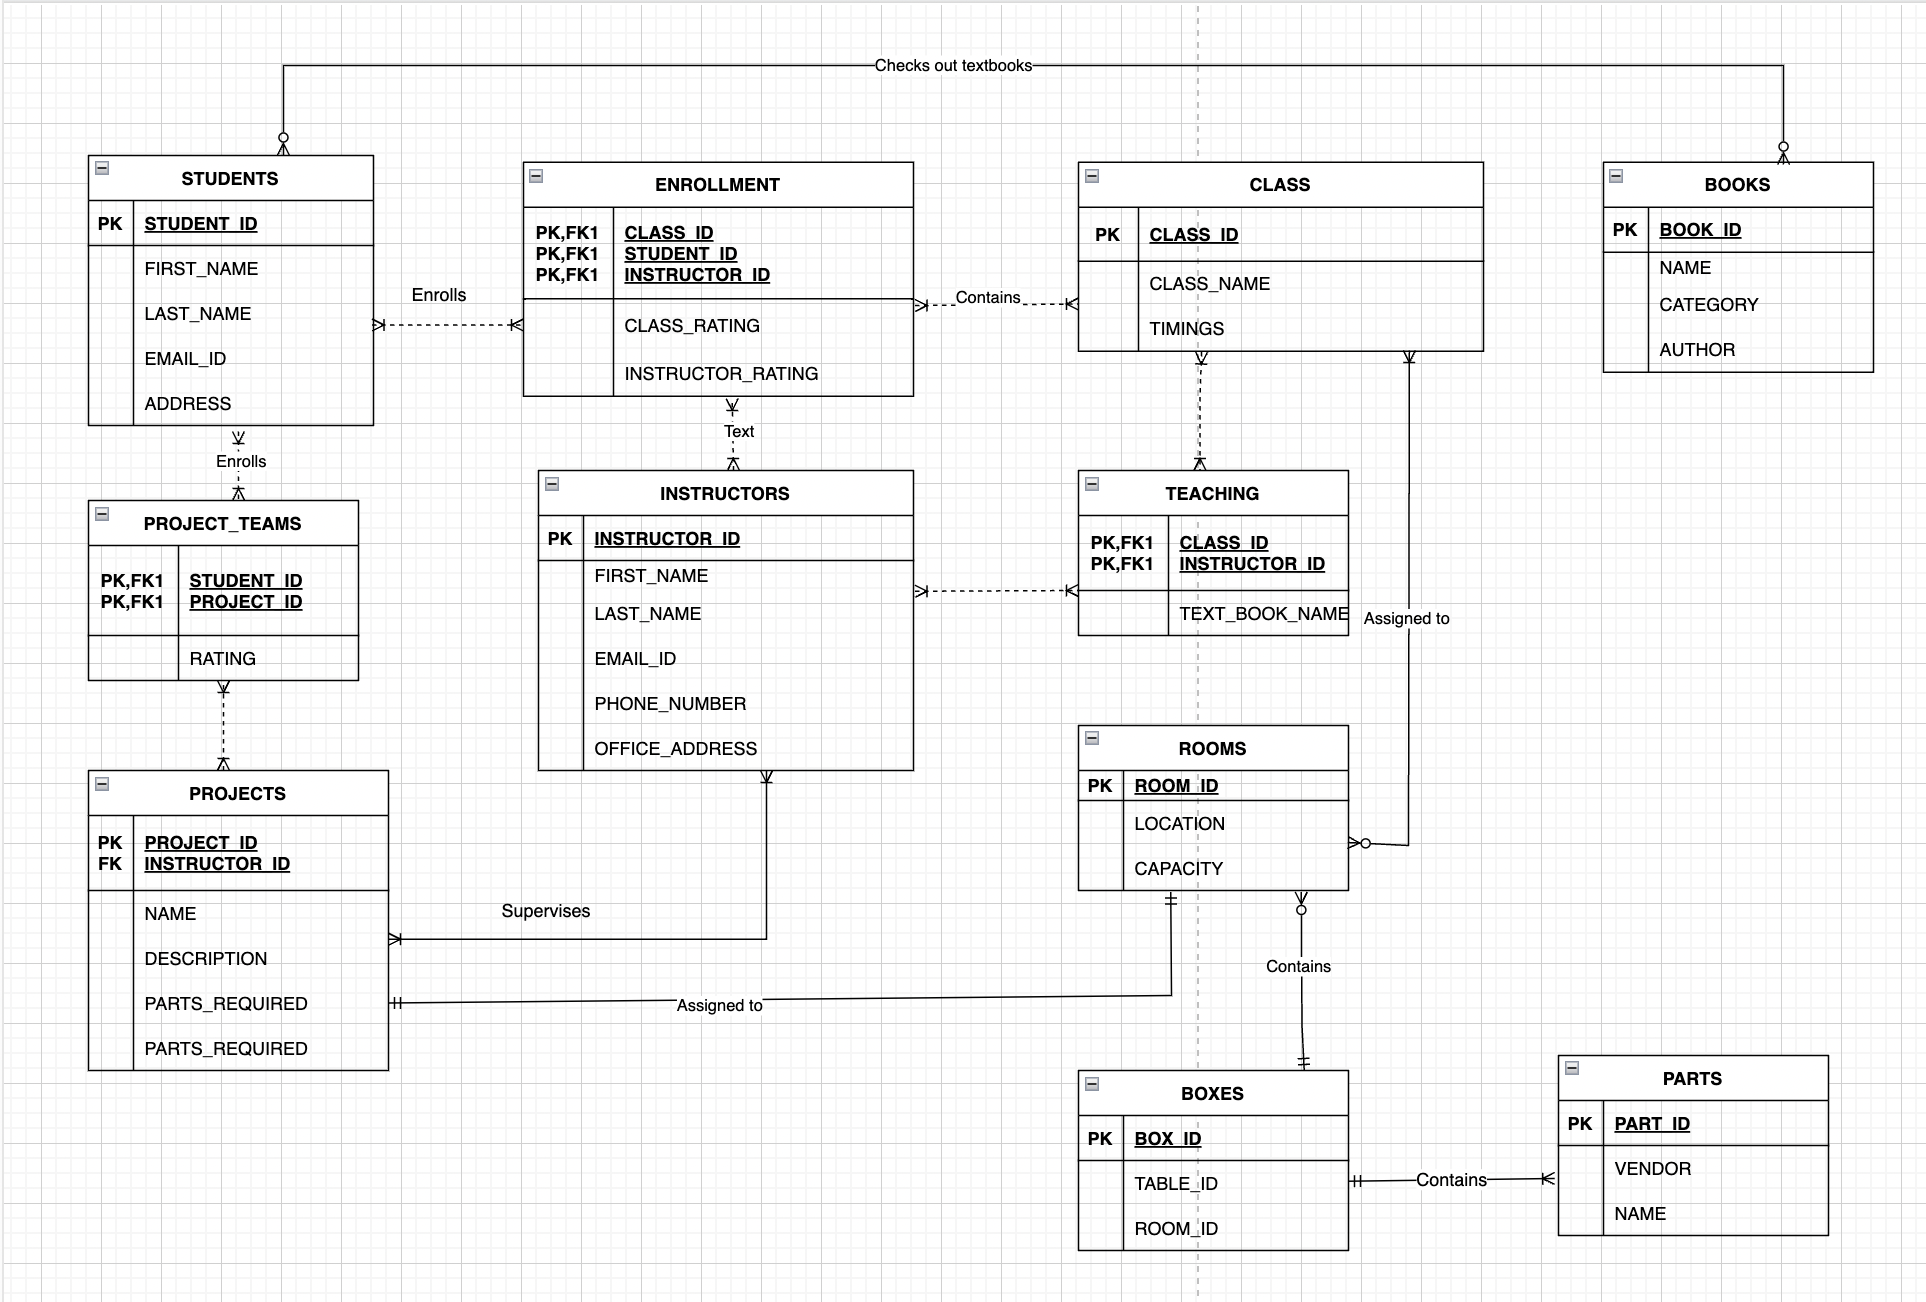 Checks out textbooks
STUDENTS
PK STUDENT_ID
FIRST_NAME
LAST_NAME
EMAIL_ID
ADDRESS
Enrolls
ENROLLMENT
PK,FK1 CLASS_ID
PK,FK1 STUDENT_ID
PK,FK1 INSTRUCTOR_ID
CLASS_RATING
INSTRUCTOR_RATING
Contains
CLASS
PK CLASS_ID
CLASS_NAME
TIMINGS
BOOKS
PK BOOK_ID
NAME
CATEGORY
AUTHOR
Enrolls
Text
PROJECT_TEAMS
PK,FK1 STUDENT_ID
PK,FK1 PROJECT_ID
RATING
INSTRUCTORS
PK INSTRUCTOR_ID
FIRST_NAME
LAST_NAME
EMAIL_ID
PHONE_NUMBER
OFFICE_ADDRESS
TEACHING
PK,FK1 CLASS_ID
PK,FK1 INSTRUCTOR_ID
TEXT_BOOK_NAME
Assigned to
ROOMS
PK ROOM_ID
LOCATION
CAPACITY
PROJECTS
PK PROJECT_ID
FK INSTRUCTOR_ID
NAME
DESCRIPTION
PARTS_REQUIRED
PARTS_REQUIRED
Supervises
Assigned to
Contains
BOXES
PK BOX_ID
TABLE_ID
ROOM_ID
Contains
PARTS
PK PART_ID
VENDOR
NAME